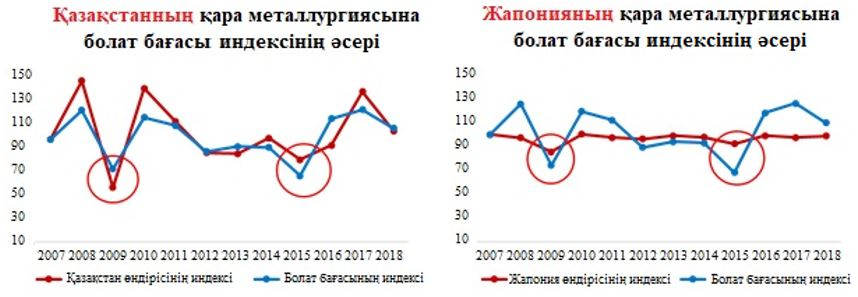 Қазақстанның қара металлургиясына
болат бағасы индексінің әсері
150
130
110
90
70
50
30
10
2007 2008 2009 2010 2011 2012 2013 2014 2015 2016 2017 2018
Қазақстан өндірісінің индексі Болат бағасының индексі
Жапонияның қара металлургиясына
болат бағасы индексінің әсері
150
130
110
90
70
50
30
10
2007 2008 2009 2010 2011 2012 2013 2014 2015 2016 2017 2018
Жапония өндірісінің индексі Болат бағасының индексі